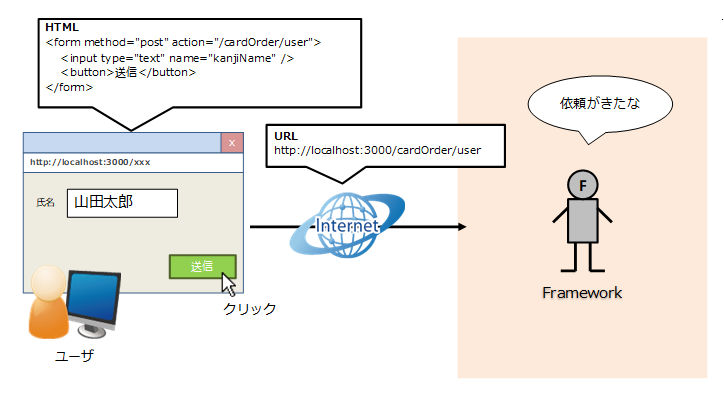 HTML
<form method="post" action="/cardOrder/user">
<input type="text" name="kanjiName" />
<button>送信</button>
</form>
x
http://localhost:3000/xxx
氏名
山田太郎
送信
クリック
ユーザ
URL
http://localhost:3000/cardOrder/user
Internet
依頼がきたな
F
Framework